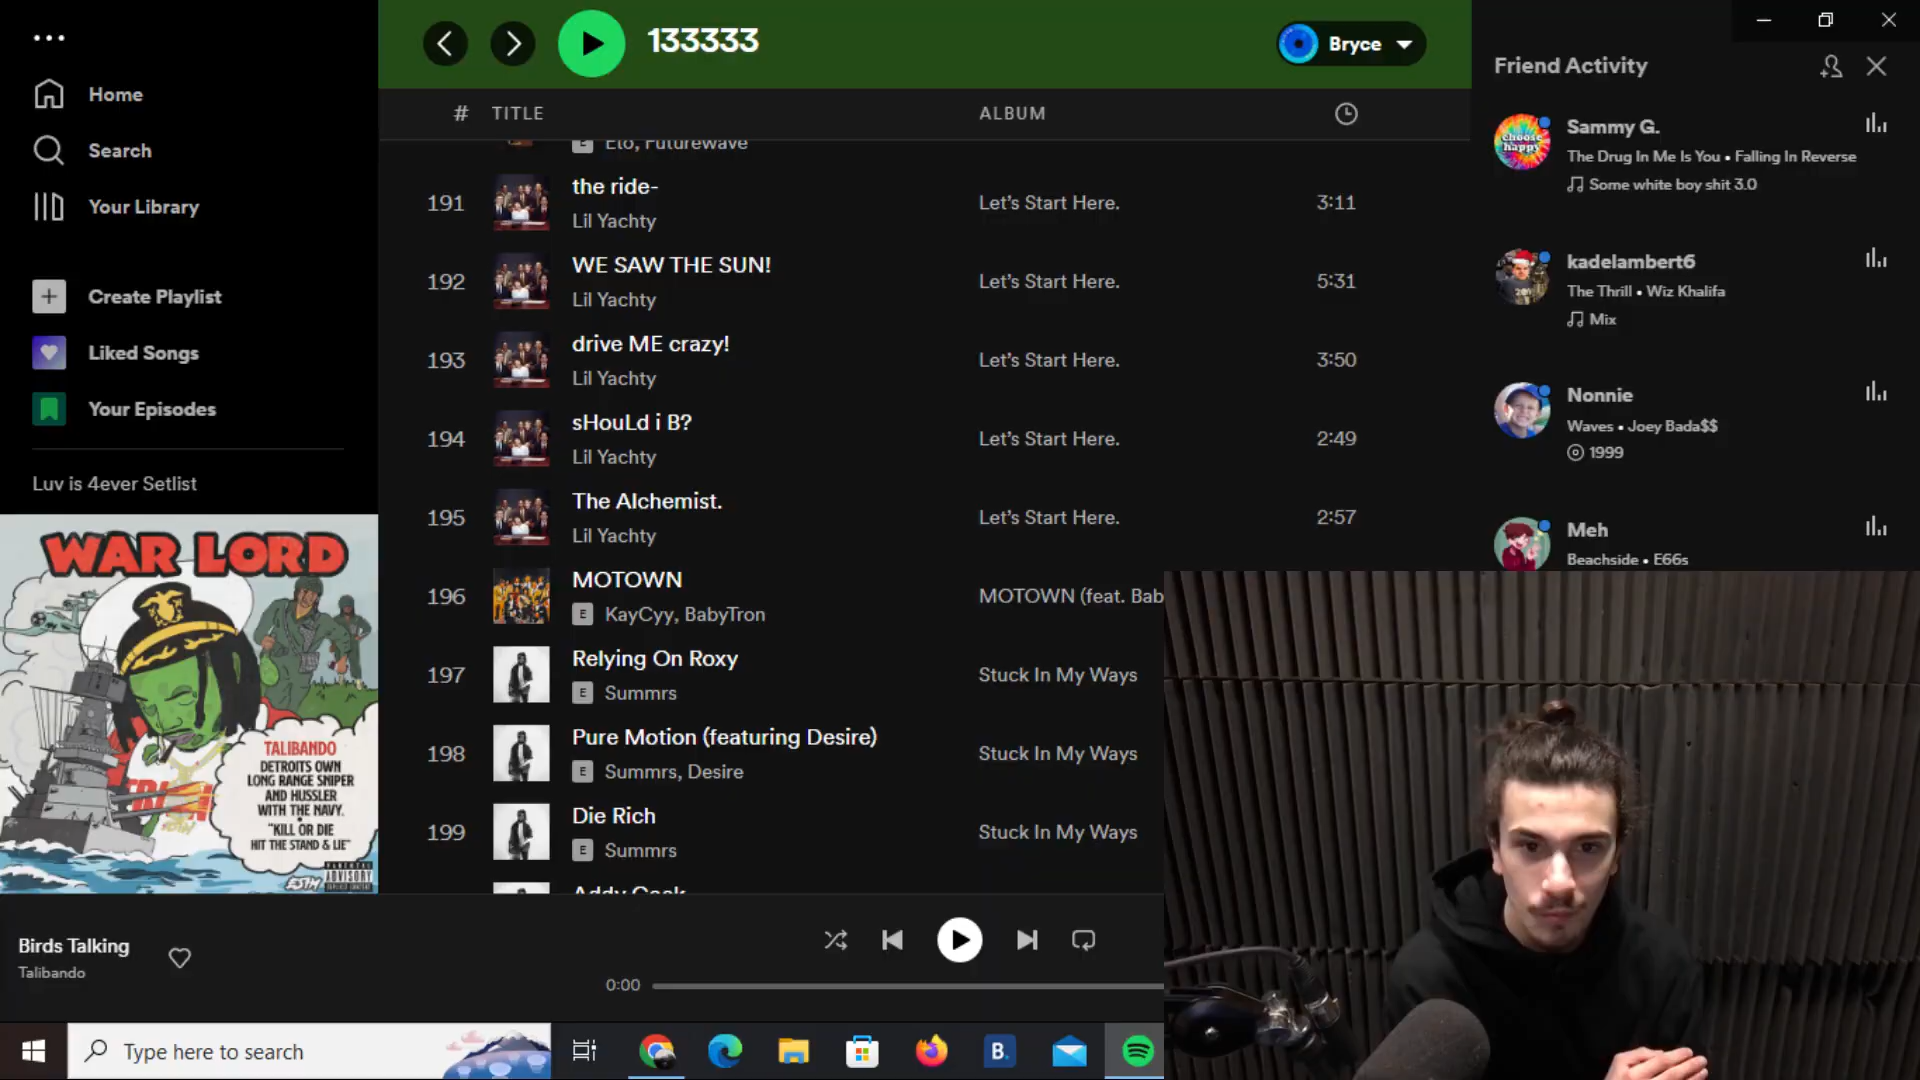 Home
Search
Your Library
Create Playlist
Liked Songs
Your Episodes
Luv is 4ever Setlist
WAR LORD
TALIBANDO
DETROITS OWN
LONG RANGE SNIPER
AND HUSSLER
WITH THE NAVY.
"KILL OR DIE
HIT THE STAND & LIE"
PARENTAL
ADVISORY
EXPLICIT CONTENT
Birds Talking
Talibando
133333
Bryce
# TITLE ALBUM
E Eto, Futurewave
191 the ride- Let's Start Here. 3:11
Lil Yachty
192 WE SAW THE SUN! Let's Start Here. 5:31
Lil Yachty
193 drive ME crazy! Let's Start Here. 3:50
Lil Yachty
194 sHouLd i B? Let's Start Here. 2:49
Lil Yachty
195 The Alchemist. Let's Start Here. 2:57
Lil Yachty
196 MOTOWN MOTOWN (feat. Bab
E KayCyy, BabyTron
197 Relying On Roxy Stuck In My Ways
E Summrs
198 Pure Motion (featuring Desire) Stuck In My Ways
E Summrs, Desire
199 Die Rich Stuck In My Ways
E Summrs
0:00
Friend Activity
Sammy G.
choose
happy
The Drug In Me Is You • Falling In Reverse
Some white boy shit 3.0
kadelambert6
The Thrill • Wiz Khalifa
Mix
Nonnie
Waves • Joey Bada$$
1999
Meh
Beachside • E66s
Type here to search
B.